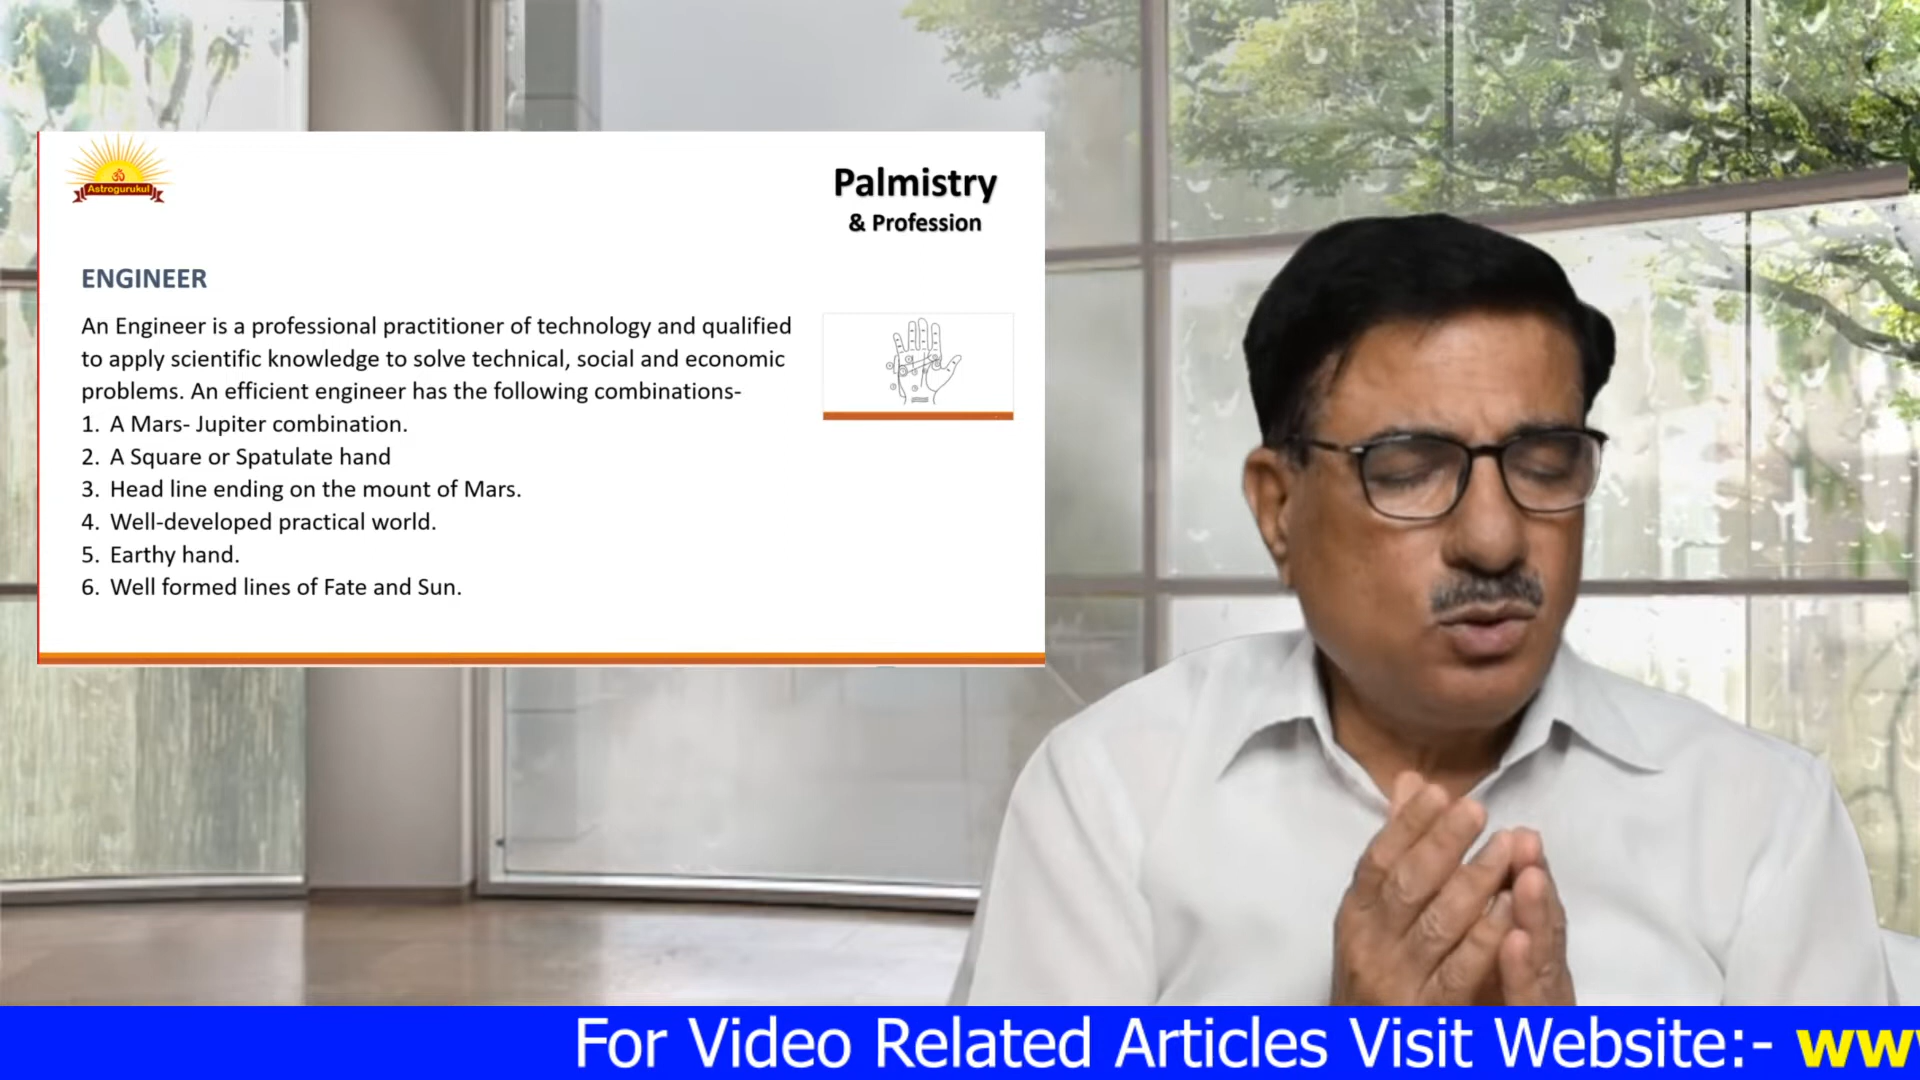 ॐ
Astrogurukul
Palmistry
& Profession
ENGINEER
An Engineer is a professional practitioner of technology and qualified
to apply scientific knowledge to solve technical, social and economic
problems. An efficient engineer has the following combinations-
1. A Mars- Jupiter combination.
2. A Square or Spatulate hand
3. Head line ending on the mount of Mars.
4. Well-developed practical world.
5. Earthy hand.
6. Well formed lines of Fate and Sun.
For Video Related Articles Visit Website:- ww